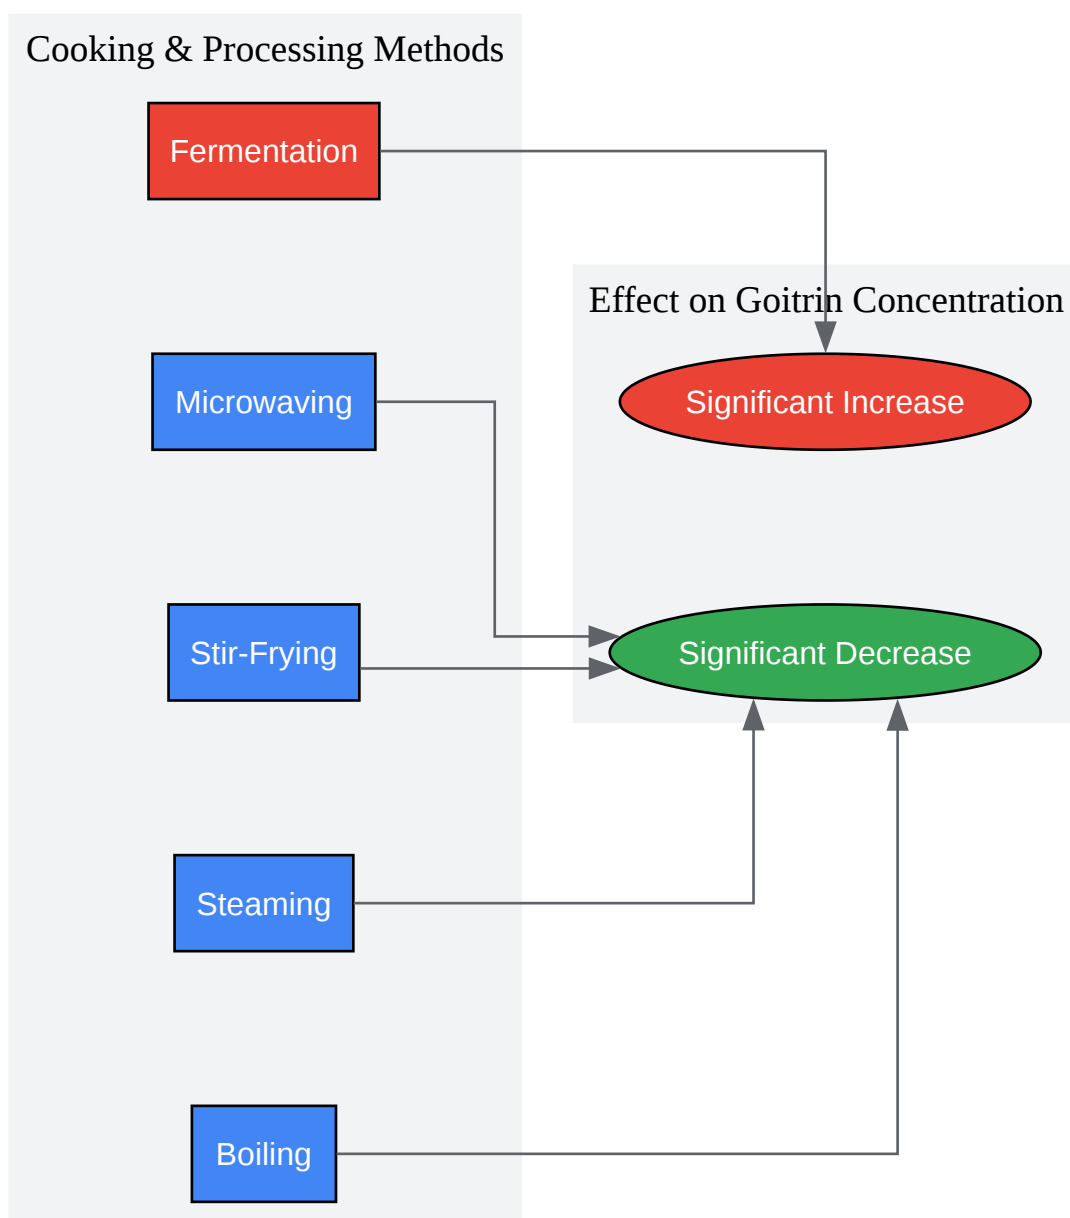 Cooking & Processing Methods
Fermentation
Effect on Goitrin Concentration
Microwaving
Significant Increase
Stir-Frying
Significant Decrease
Steaming
Boiling